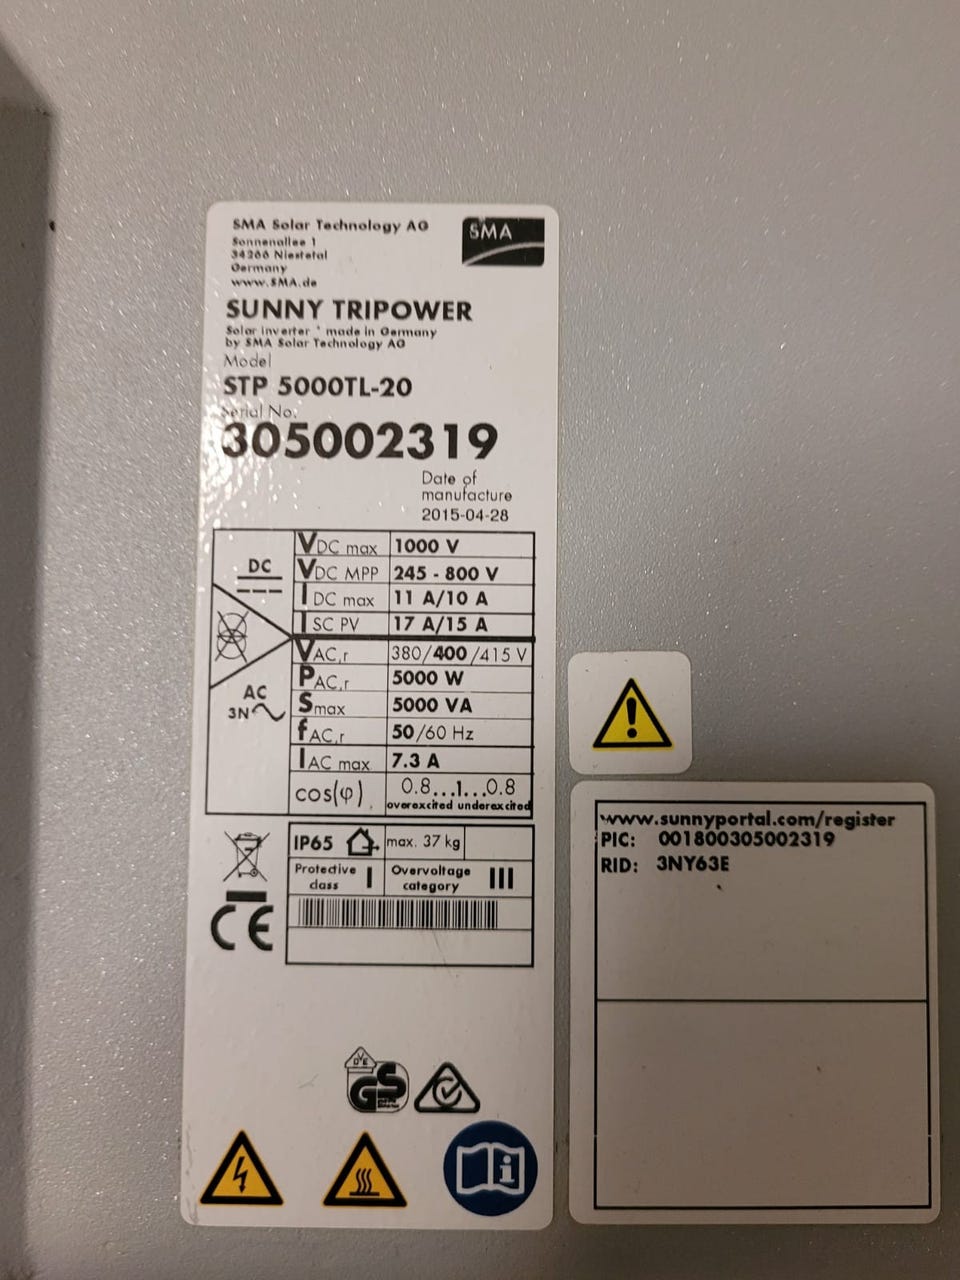 SMA Solar Technology AG
Sonnenallee 1
34266 Niestetal
Germany
www.SMA.de
SMA
SUNNY TRIPOWER
Solar inverter * made in Germany
by SMA Solar Technology AG
Model
STP 5000TL-20
Serial No.
305002319
Date of
manufacture
2015-04-28
DC
VDC max 1000 V
VDC MPP 245 - 800 V
IDC max 11 A/10 A
ISC PV 17 A/15 A
AC
3N
VAC,r 380/400/415 V
PAC,r 5000 W
Smax 5000 VA
fAC,r 50/60 Hz
IAC max 7.3 A
cos(φ) 0.8...1...0.8
overexcited underexcited
IP65 max. 37 kg
Protective class I Overvoltage category III
CE
VDE
GS
i
www.sunnyportal.com/register
PIC: 001800305002319
RID: 3NY63E